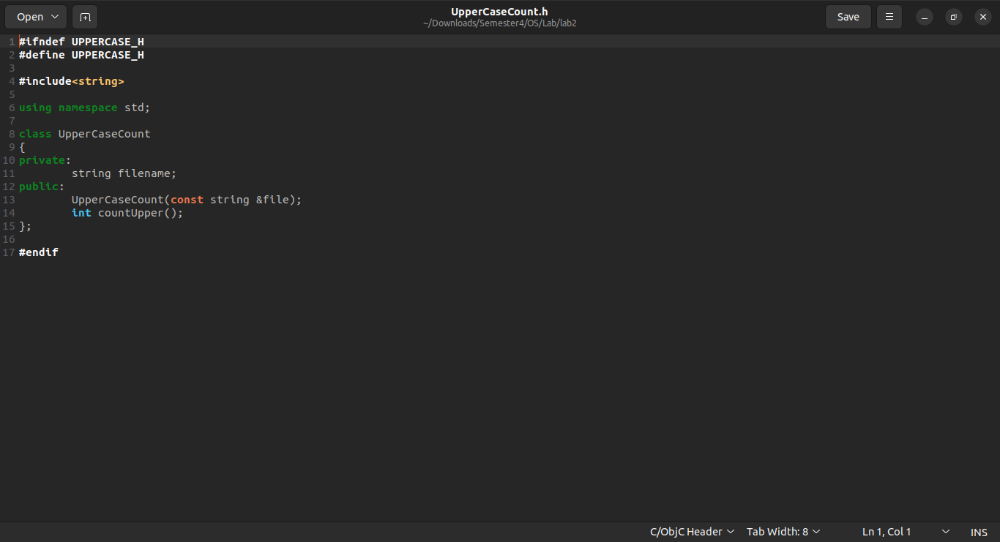 Open
UpperCaseCount.h
~/Downloads/Semester4/OS/Lab/lab2
Save
1 #ifndef UPPERCASE_H
2 #define UPPERCASE_H
3
4 #include<string>
5
6 using namespace std;
7
8 class UpperCaseCount
9 {
10 private:
11         string filename;
12 public:
13         UpperCaseCount(const string &file);
14         int countUpper();
15 };
16
17 #endif
C/ObjC Header Tab Width: 8 Ln 1, Col 1 INS